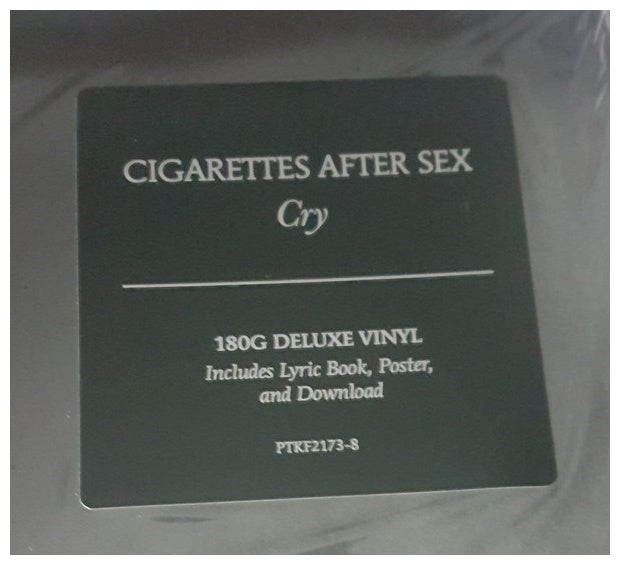 CIGARETTES AFTER SEX
Cry
180G DELUXE VINYL
Includes Lyric Book, Poster,
and Download
PTKF2173-8